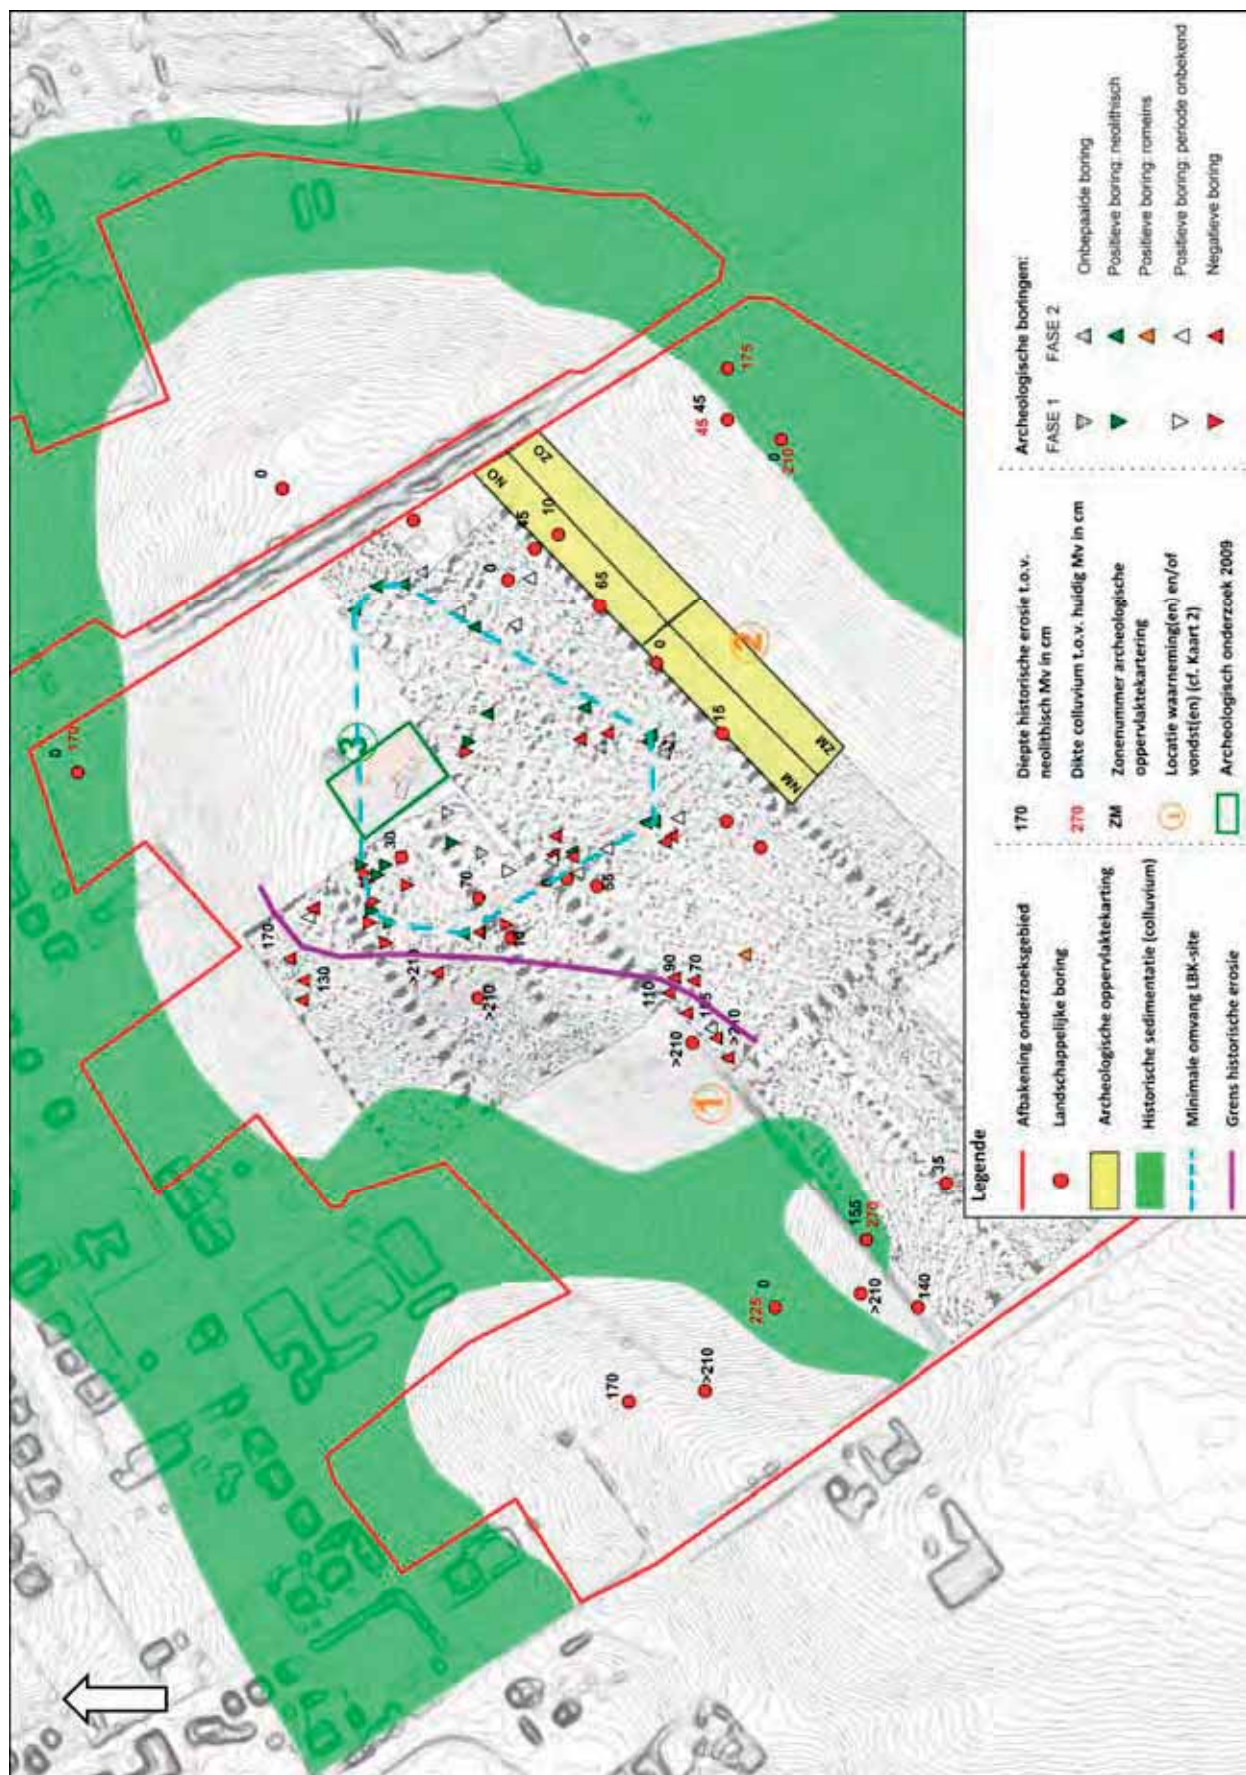 Legende
Afbakening onderzoeksgebied
Landschappelijke boring
Archeologische oppervlaktekarting
Historische sedimentatie (colluvium)
Minimale omvang LBK-site
Grens historische erosie
170 Diepte historische erosie t.o.v. neolithisch Mv in cm
270 Dikte colluvium t.o.v. huidig Mv in cm
ZM Zonenummer archeologische oppervlaktekartering
Locatie warneming(en) en/of vondst(en) (cf. Kaart 2)
Archeologisch onderzoek 2009
Archeologische boringen:
FASE 1 FASE 2
Onbepaalde boring
Positieve boring: neolithisch
Positieve boring: romeins
Positieve boring: periode onbekend
Negatieve boring
170
>210
225
0
155
270
>210
140
35
1
>210
110
90
70
>210
170
130
>210
70
30
55
3
0
170
0
0
45
10
65
0
15
NO
ZO
NM
ZM
2
45
45
175
0
210